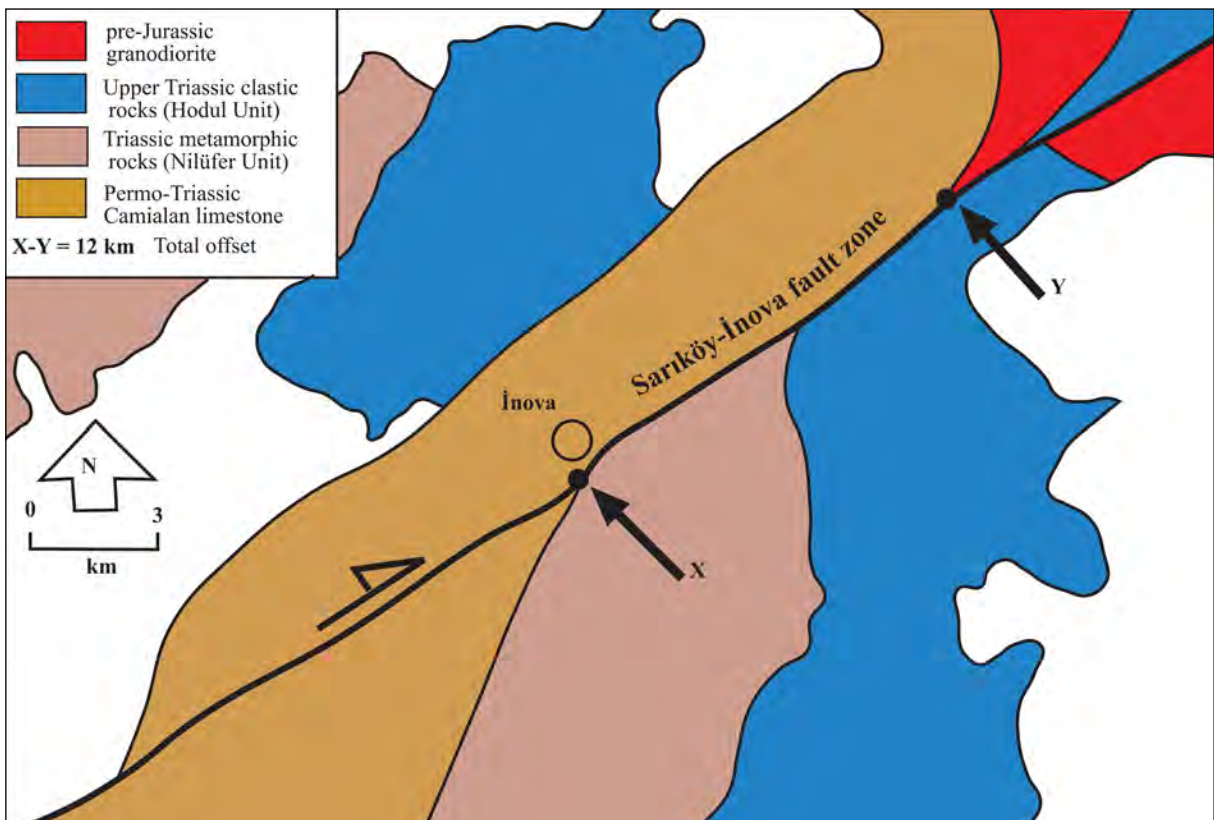 pre-Jurassic
granodiorite
Upper Triassic clastic
rocks (Hodul Unit)
Triassic metamorphic
rocks (Nilüfer Unit)
Permo-Triassic
Camialan limestone
X-Y = 12 km Total offset
Sarıköy-İnova fault zone
Y
İnova
X
N
0 3
km